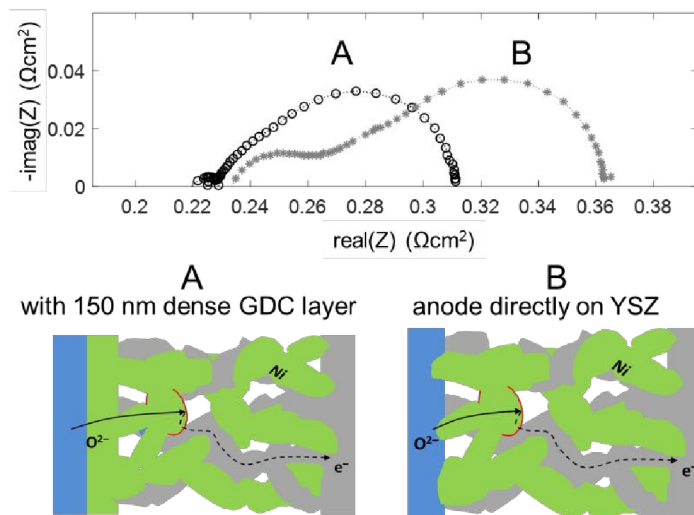 A B
-imag(Z) (Ωcm²)
0.04
0.02
0
0.2 0.22 0.24 0.26 0.28 0.3 0.32 0.34 0.36 0.38
real(Z) (Ωcm²)
A B
with 150 nm dense GDC layer anode directly on YSZ
Ni Ni
O²⁻ O²⁻
e⁻ e⁻